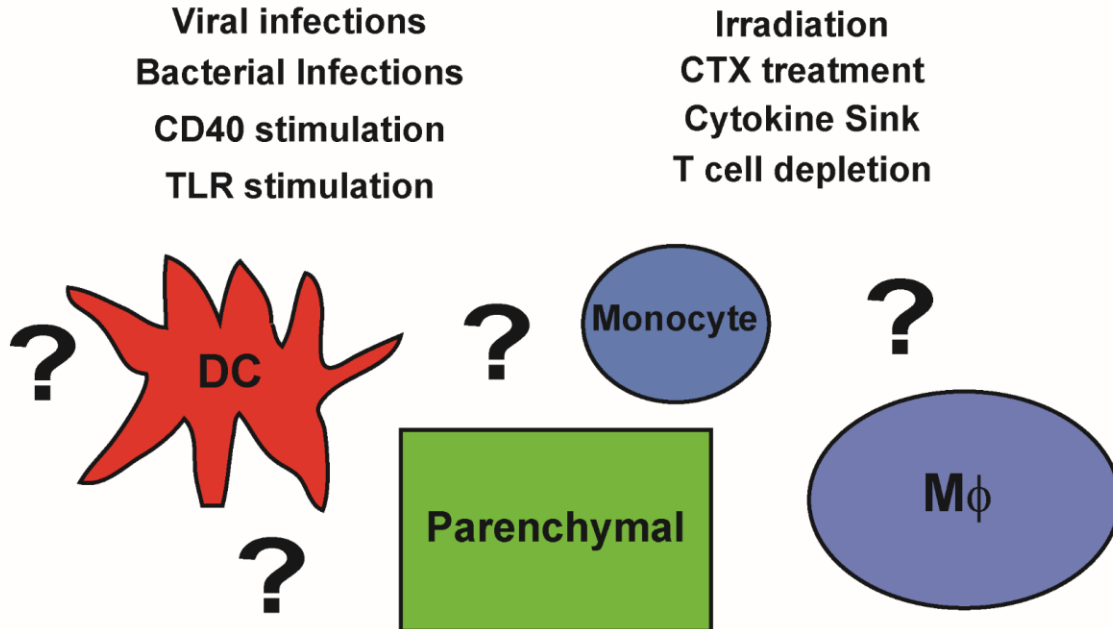 Viral infections
Bacterial Infections
CD40 stimulation
TLR stimulation
Irradiation
CTX treatment
Cytokine Sink
T cell depletion
?
DC
?
Monocyte
?
Parenchymal
Mϕ
?